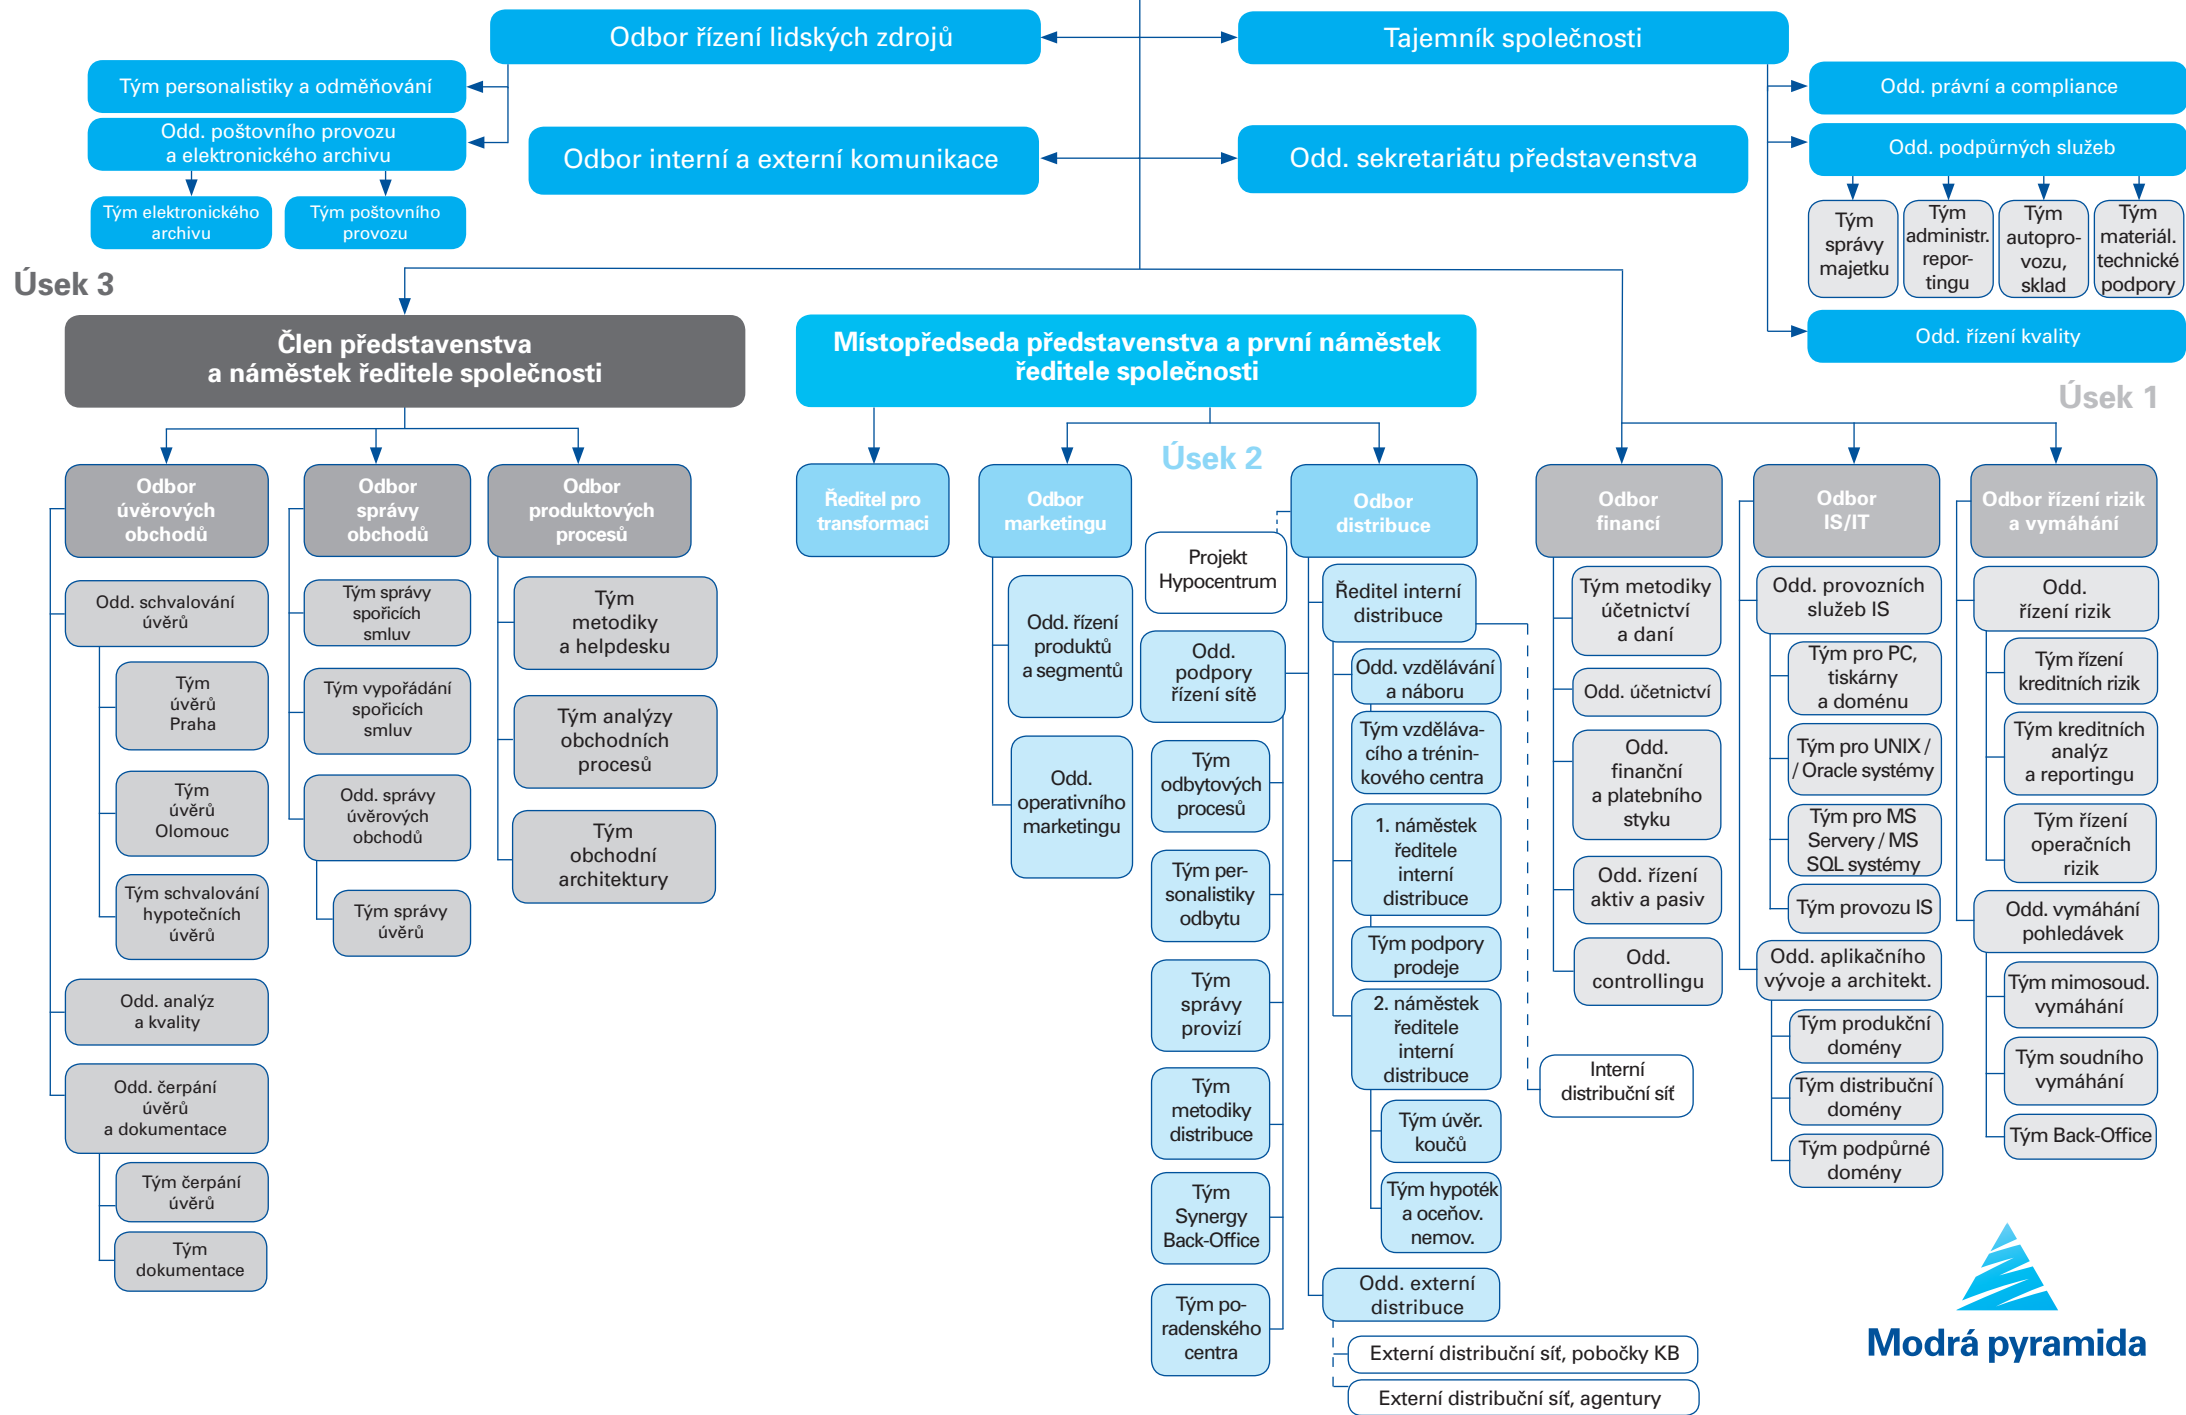 Odbor řízení lidských zdrojů
Tajemník společnosti
Tým personalistiky a odměňování
Odd. poštovního provozu
a elektronického archivu
Tým elektronického
archivu
Tým poštovního
provozu
Odbor interní a externí komunikace
Odd. sekretariátu představenstva
Odd. právní a compliance
Odd. podpůrných služeb
Tým
správy
majetku
Tým
administr.
repor-
tingu
Tým
autopro-
vozu,
sklad
Tým
materiál.
technické
podpory
Odd. řízení kvality
Úsek 3
Člen představenstva
a náměstek ředitele společnosti
Místopředseda představenstva a první náměstek
ředitele společnosti
Úsek 1
Úsek 2
Odbor
úvěrových
obchodů
Odd. schvalování
úvěrů
Tým
úvěrů
Praha
Tým
úvěrů
Olomouc
Tým schvalování
hypotečních
úvěrů
Odd. analýz
a kvality
Odd. čerpání
úvěrů
a dokumentace
Tým čerpání
úvěrů
Tým
dokumentace
Odbor
správy
obchodů
Tým správy
spořicích
smluv
Tým vypořádání
spořicích
smluv
Odd. správy
úvěrových
obchodů
Tým správy
úvěrů
Odbor
produktových
procesů
Tým
metodiky
a helpdesku
Tým analýzy
obchodních
procesů
Tým
obchodní
architektury
Ředitel pro
transformaci
Odbor
marketingu
Odd. řízení
produktů
a segmentů
Odd.
operativního
marketingu
Odbor
distribuce
Projekt
Hypocentrum
Odd.
podpory
řízení sítě
Tým
odbytových
procesů
Tým per-
sonalistiky
odbytu
Tým
správy
provizí
Tým
metodiky
distribuce
Tým
Synergy
Back-Office
Tým po-
radenského
centra
Ředitel interní
distribuce
Odd. vzdělávání
a náboru
Tým vzděláva-
cího a trénin-
kového centra
1. náměstek
ředitele
interní
distribuce
Tým podpory
prodeje
2. náměstek
ředitele
interní
distribuce
Tým úvěr.
koučů
Tým hypoték
a oceňov.
nemov.
Odd. externí
distribuce
Externí distribuční síť, pobočky KB
Externí distribuční síť, agentury
Interní
distribuční síť
Odbor
financí
Tým metodiky
účetnictví
a daní
Odd. účetnictví
Odd.
finanční
a platebního
styku
Odd. řízení
aktiv a pasiv
Odd.
controllingu
Odbor
IS/IT
Odd. provozních
služeb IS
Tým pro PC,
tiskárny
a doménu
Tým pro UNIX /
/ Oracle systémy
Tým pro MS
Servery / MS
SQL systémy
Tým provozu IS
Odd. aplikačního
vývoje a architekt.
Tým produkční
domény
Tým distribuční
domény
Tým podpůrné
domény
Odbor řízení rizik
a vymáhání
Odd.
řízení rizik
Tým řízení
kreditních rizik
Tým kreditních
analýz
a reportingu
Tým řízení
operačních
rizik
Odd. vymáhání
pohledávek
Tým mimosoud.
vymáhání
Tým soudního
vymáhání
Tým Back-Office
Modrá pyramida